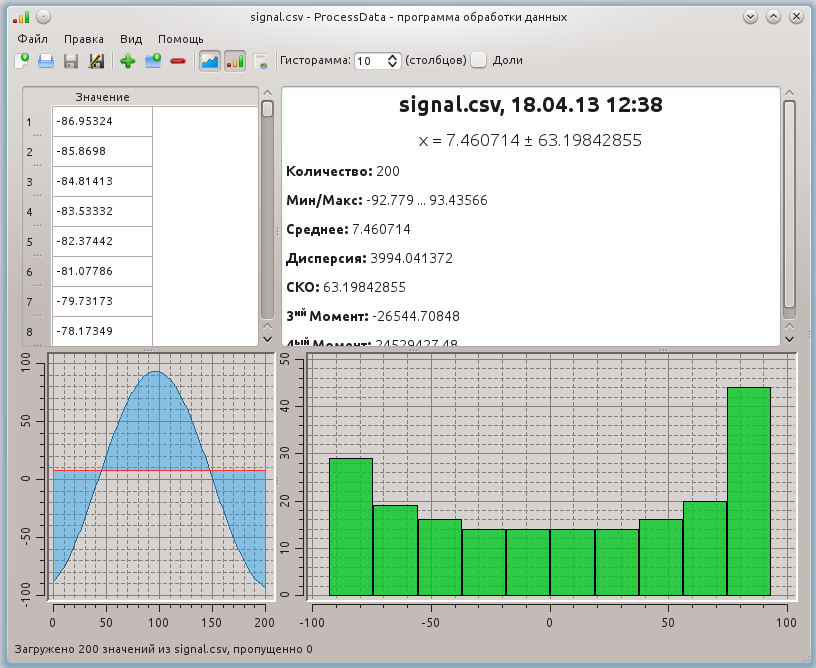 signal.csv - ProcessData - программа обработки данных
Файл Правка Вид Помощь
Гисторамма: 10 (столбцов) Доли
Значение
1 -86.95324
2 -85.8698
3 -84.81413
4 -83.53332
5 -82.37442
6 -81.07786
7 -79.73173
8 -78.17349
signal.csv, 18.04.13 12:38
x = 7.460714 ± 63.19842855
Количество: 200
Мин/Макс: -92.779 ... 93.43566
Среднее: 7.460714
Дисперсия: 3994.041372
СКО: 63.19842855
3ий Момент: -26544.70848
4ый Момент: 24529427.48
100
50
0
-50
-100
0 50 100 150 200
50
40
30
20
10
0
-100 -50 0 50 100
Загружено 200 значений из signal.csv, пропущенно 0